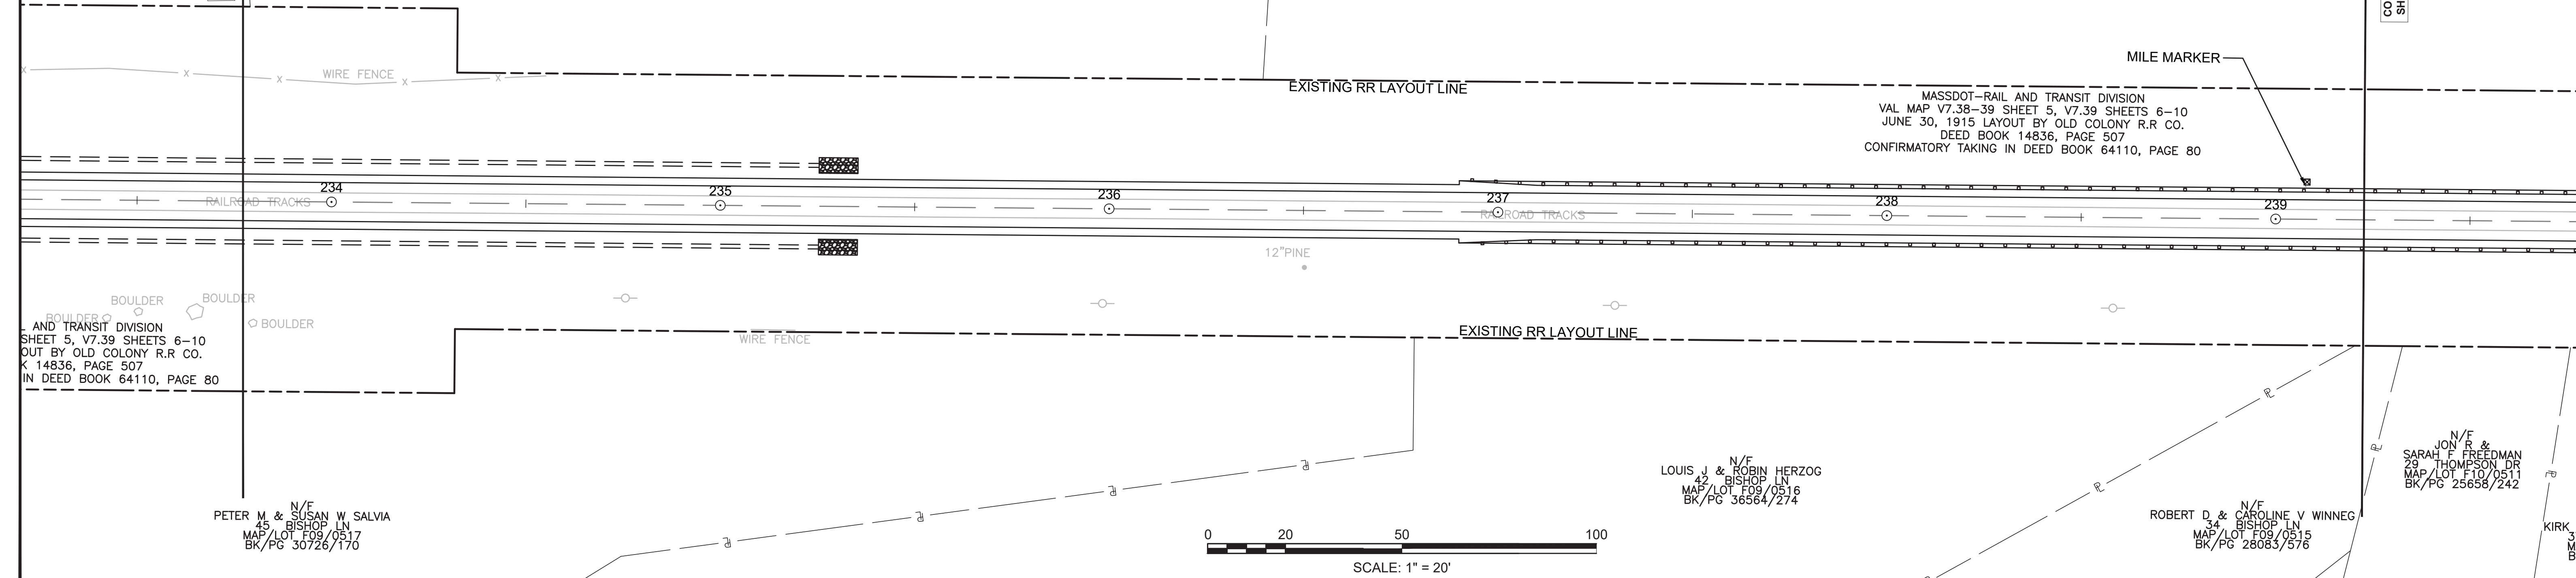 CO
SH
MILE MARKER
WIRE FENCE
EXISTING RR LAYOUT LINE
MASSDOT-RAIL AND TRANSIT DIVISION
VAL MAP V7.38-39 SHEET 5, V7.39 SHEETS 6-10
JUNE 30, 1915 LAYOUT BY OLD COLONY R.R CO.
DEED BOOK 14836, PAGE 507
CONFIRMATORY TAKING IN DEED BOOK 64110, PAGE 80
234
235
236
237
238
239
RAILROAD TRACKS
RAILROAD TRACKS
12"PINE
BOULDER
BOULDER
BOULDER
BOULDER
L AND TRANSIT DIVISION
SHEET 5, V7.39 SHEETS 6-10
OUT BY OLD COLONY R.R CO.
K 14836, PAGE 507
IN DEED BOOK 64110, PAGE 80
WIRE FENCE
EXISTING RR LAYOUT LINE
N/F
PETER M & SUSAN W SALVIA
45 BISHOP LN
MAP/LOT F09/0517
BK/PG 30726/170
N/F
LOUIS J & ROBIN HERZOG
42 BISHOP LN
MAP/LOT F09/0516
BK/PG 36564/274
N/F
ROBERT D & CAROLINE V WINNEG
34 BISHOP LN
MAP/LOT F09/0515
BK/PG 28083/576
N/F
JON R &
SARAH F FREEDMAN
29 THOMPSON DR
MAP/LOT F10/0511
BK/PG 25658/242
KIRK
3
M
B
0 20 50 100
SCALE: 1" = 20'